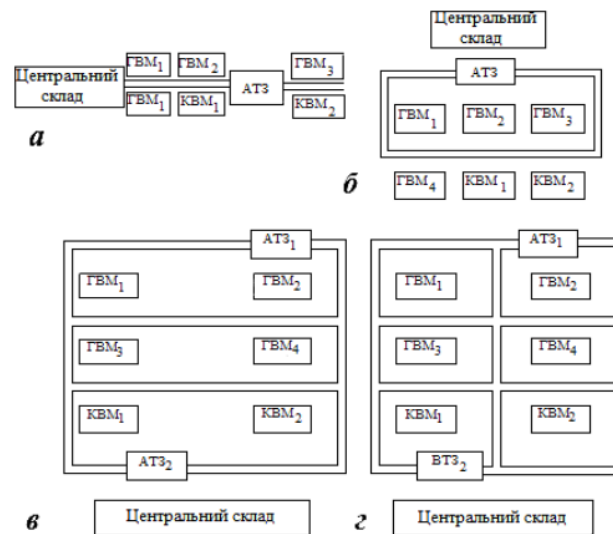 Центральний склад
ГВМ1 ГВМ2 АТЗ ГВМ3
ГВМ1 КВМ1 КВМ2
а
Центральний
склад
АТЗ
ГВМ1 ГВМ2 ГВМ3
ГВМ4 КВМ1 КВМ2
б
АТЗ1
ГВМ1 ГВМ2
ГВМ3 ГВМ4
КВМ1 КВМ2
АТЗ2
в
Центральний склад
АТЗ1
ГВМ1 ГВМ2
ГВМ3 ГВМ4
КВМ1 КВМ2
ВТЗ2
г
Центральний склад